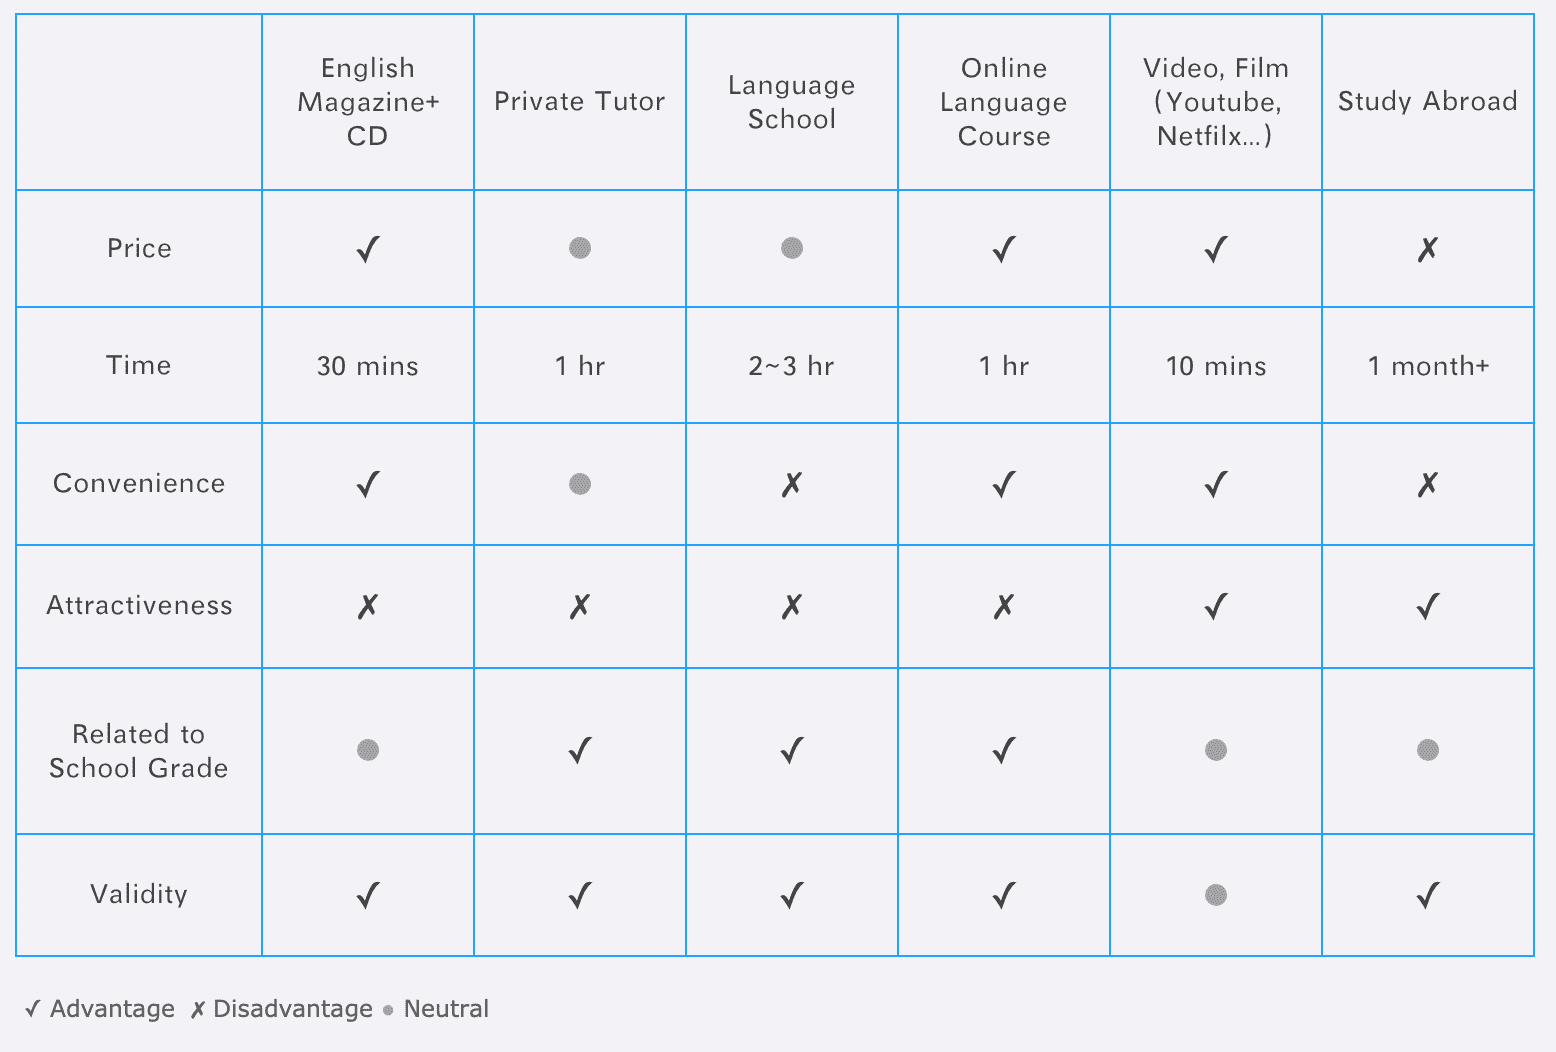 English
Magazine+
CD
Private Tutor
Language
School
Online
Language
Course
Video, Film
(Youtube,
Netfilx...)
Study Abroad
Price ✓ ● ● ✓ ✓ ✗
Time 30 mins 1 hr 2~3 hr 1 hr 10 mins 1 month+
Convenience ✓ ● ✗ ✓ ✓ ✗
Attractiveness ✗ ✗ ✗ ✗ ✓ ✓
Related to
School Grade ● ✓ ✓ ✓ ● ●
Validity ✓ ✓ ✓ ✓ ● ✓
✓ Advantage ✗ Disadvantage ● Neutral